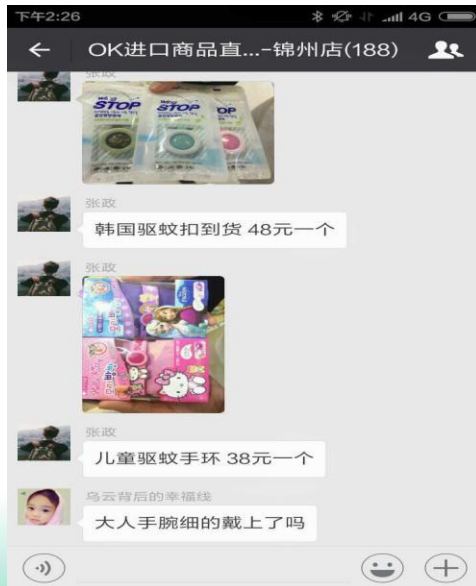 下午2:26
4G
OK进口商品直...-锦州店(188)
张政
STOP
STOP
OP
张政
韩国驱蚊扣到货 48元一个
张政
张政
儿童驱蚊手环 38元一个
乌云背后的幸福线
大人手腕细的戴上了吗